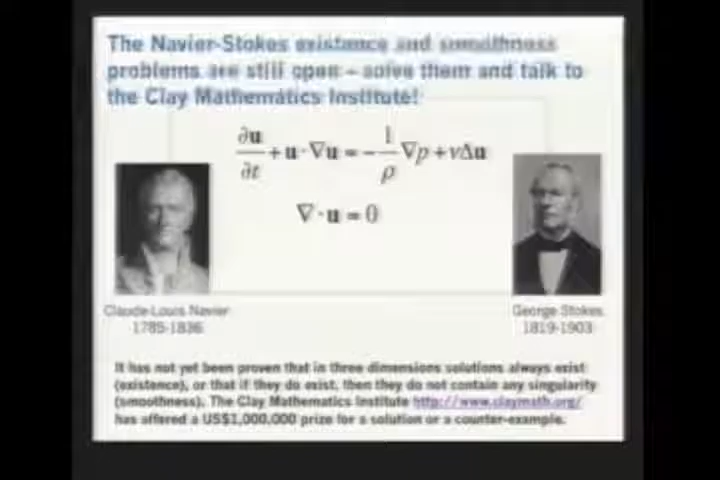 The Navier-Stokes existance and smoothness
problems are still open – solve them and talk to
the Clay Mathematics Institute!
∂u/∂t + u · ∇u = − 1/ρ ∇p + ν∆u
∇ · u = 0
Claude-Louis Navier
1785-1836
George Stokes
1819-1903
It has not yet been proven that in three dimensions solutions always exist
(existence), or that if they do exist, then they do not contain any singularity
(smoothness). The Clay Mathematics Institute http://www.claymath.org/
has offered a US$1,000,000 prize for a solution or a counter-example.